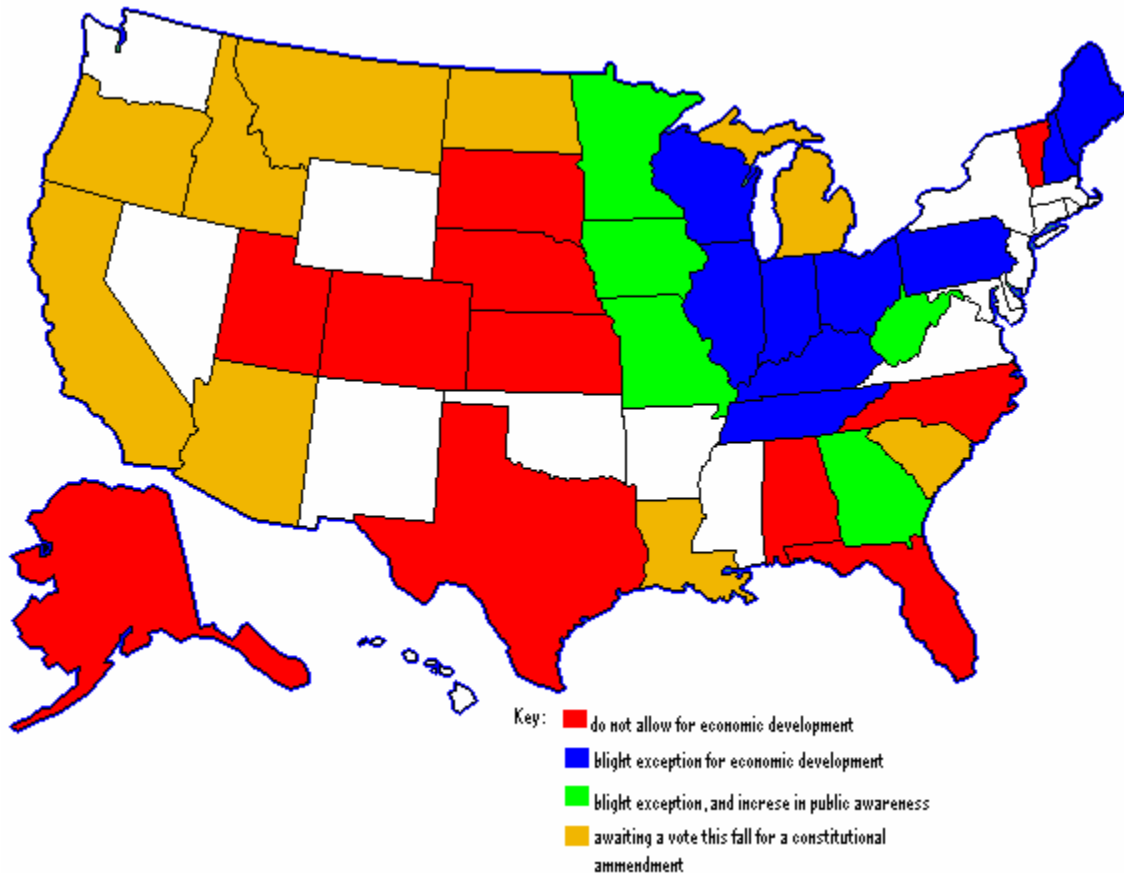 Key:
do not allow for economic development
blight exception for economic development
blight exception, and increse in public awareness
awaiting a vote this fall for a constitutional
ammendment